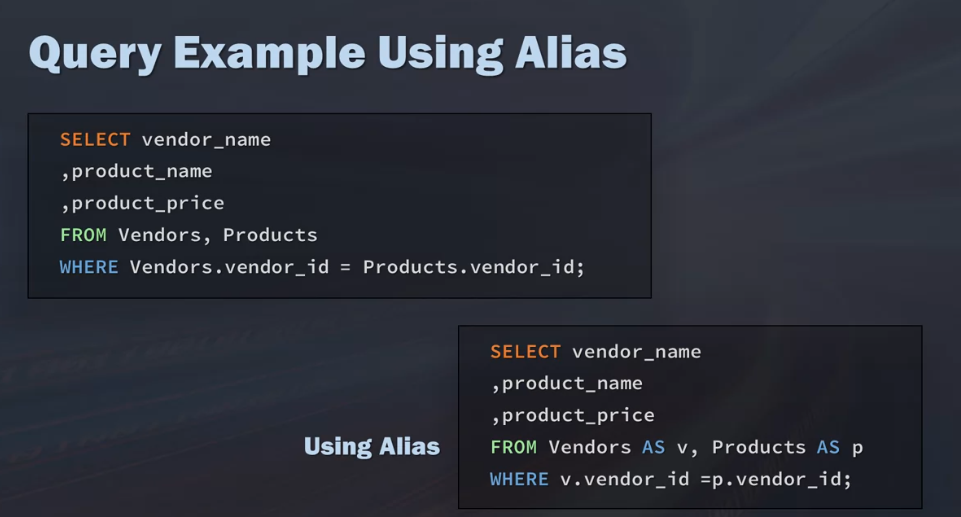 Query Example Using Alias
SELECT vendor_name
,product_name
,product_price
FROM Vendors, Products
WHERE Vendors.vendor_id = Products.vendor_id;
Using Alias
SELECT vendor_name
,product_name
,product_price
FROM Vendors AS v, Products AS p
WHERE v.vendor_id =p.vendor_id;